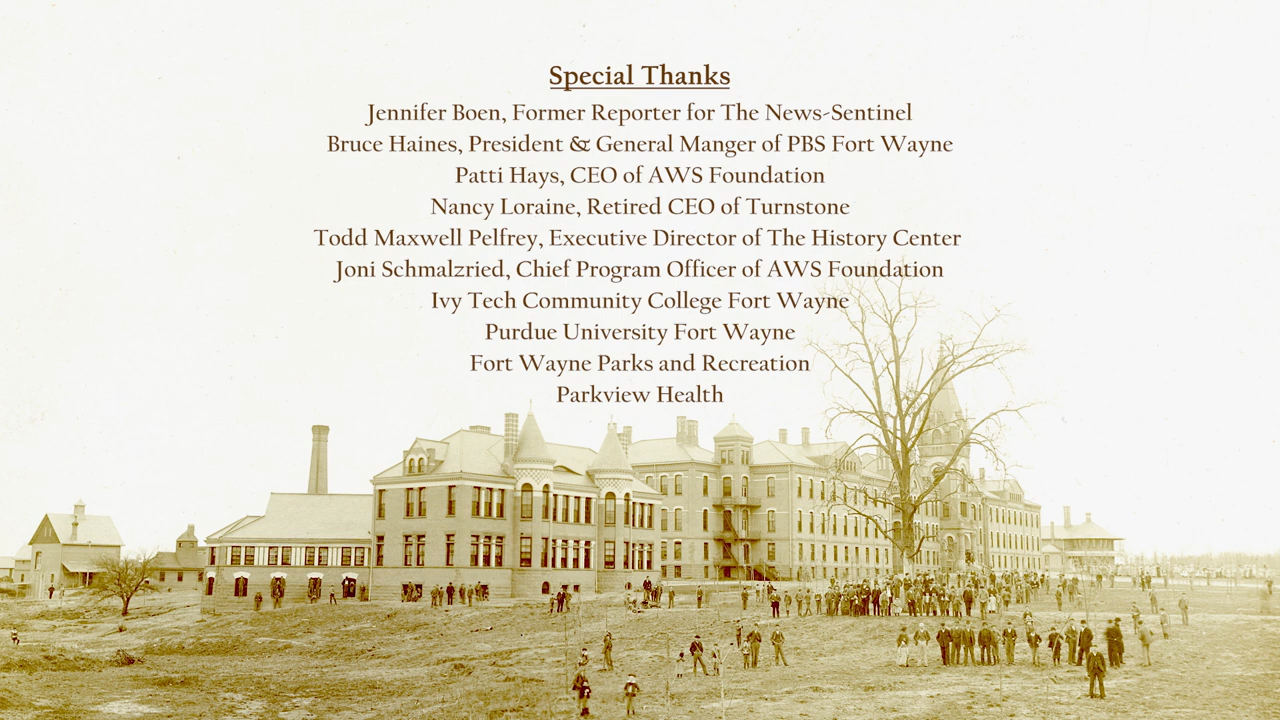 Special Thanks
Jennifer Boen, Former Reporter for The News-Sentinel
Bruce Haines, President & General Manger of PBS Fort Wayne
Patti Hays, CEO of AWS Foundation
Nancy Loraine, Retired CEO of Turnstone
Todd Maxwell Pelfrey, Executive Director of The History Center
Joni Schmalzried, Chief Program Officer of AWS Foundation
Ivy Tech Community College Fort Wayne
Purdue University Fort Wayne
Fort Wayne Parks and Recreation
Parkview Health